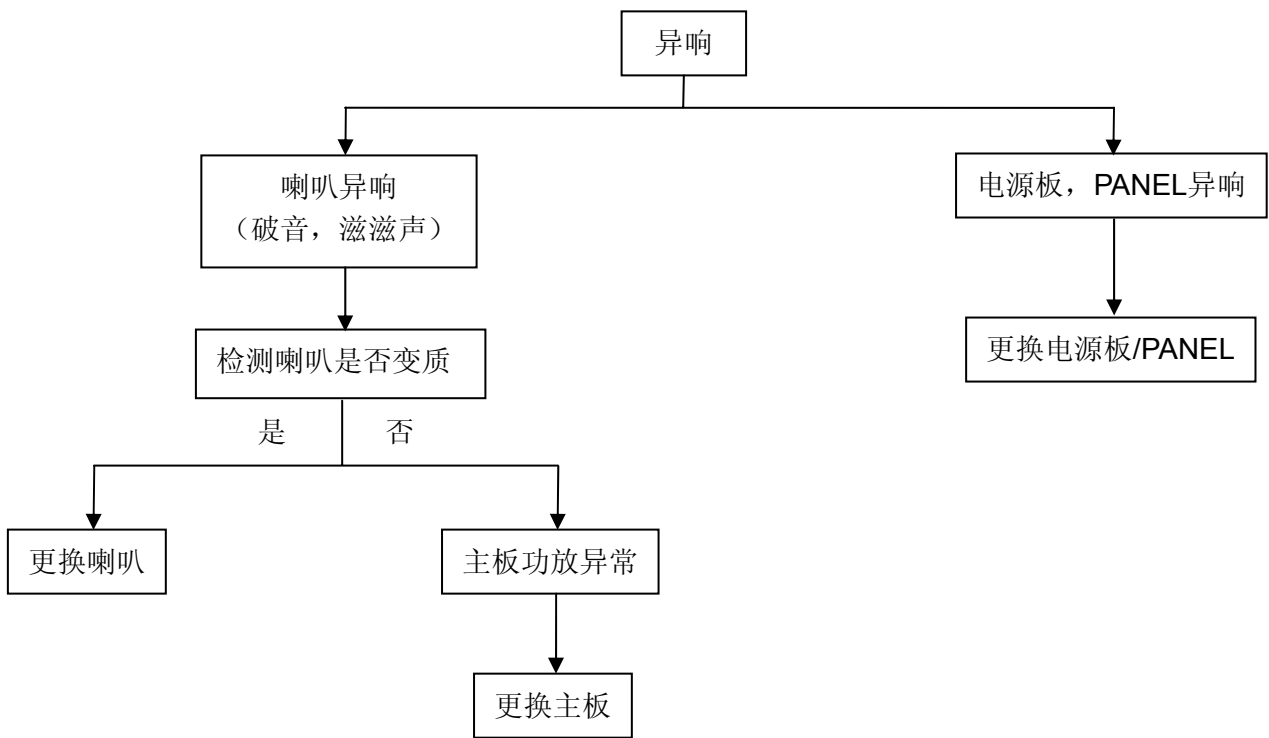 异响
喇叭异响
（破音，滋滋声）
电源板，PANEL异响
检测喇叭是否变质
更换电源板/PANEL
是
否
更换喇叭
主板功放异常
更换主板